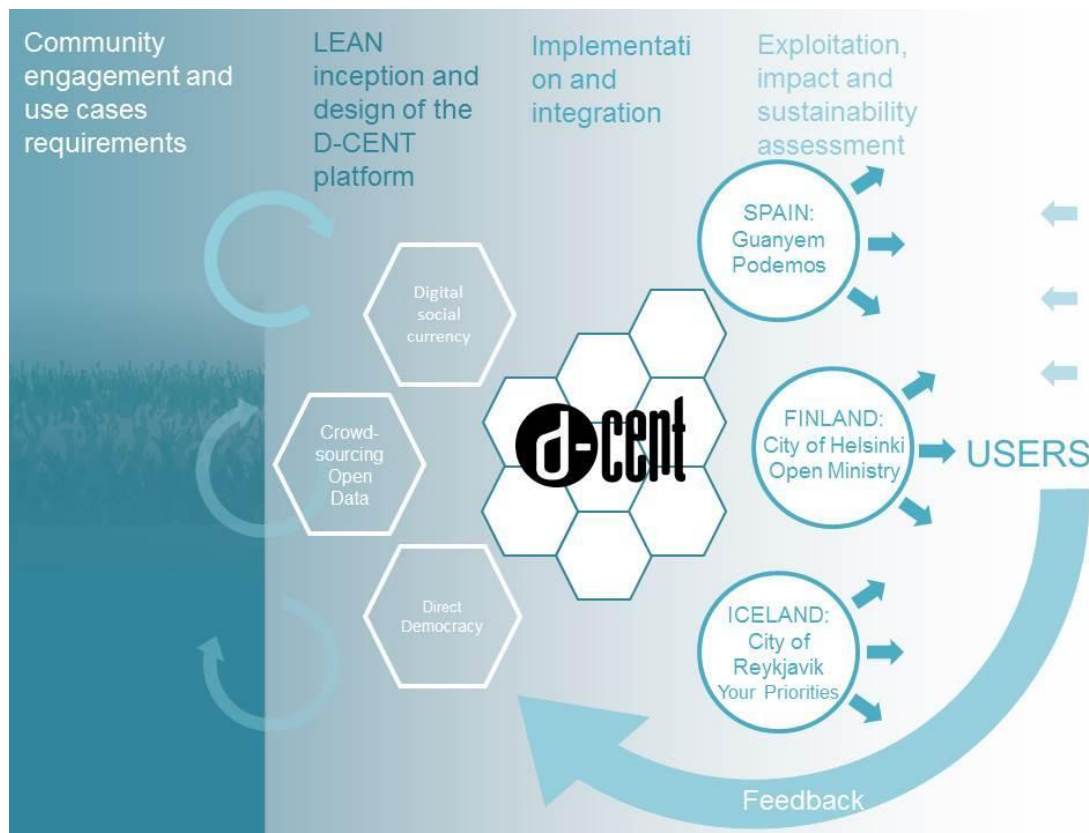 Community
engagement and
use cases
requirements
LEAN
inception and
design of the
D-CENT
platform
Implementati
on and
integration
Exploitation,
impact and
sustainability
assessment
Digital
social
currency
Crowd-
sourcing
Open
Data
Direct
Democracy
d-cent
SPAIN:
Guanyem
Podemos
FINLAND:
City of Helsinki
Open Ministry
ICELAND:
City of
Reykjavik
Your Priorities
USERS
Feedback